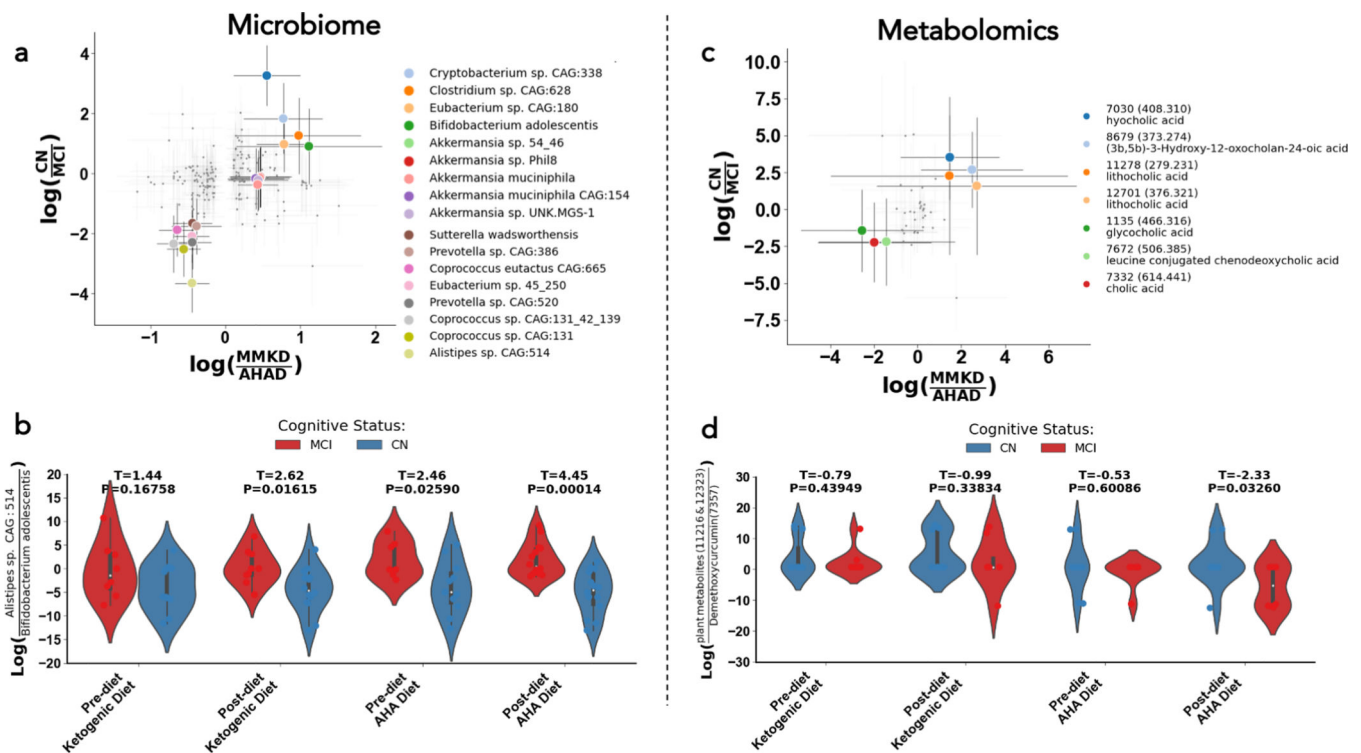 Microbiome
a
4
2
0
−2
−4
log(CN/MCI)
−1
0
1
2
log(MMKD/AHAD)
Cryptobacterium sp. CAG:338
Clostridium sp. CAG:628
Eubacterium sp. CAG:180
Bifidobacterium adolescentis
Akkermansia sp. 54_46
Akkermansia sp. Phil8
Akkermansia muciniphila
Akkermansia muciniphila CAG:154
Akkermansia sp. UNK.MGS-1
Sutterella wadsworthensis
Prevotella sp. CAG:386
Coprococcus eutactus CAG:665
Eubacterium sp. 45_250
Prevotella sp. CAG:520
Coprococcus sp. CAG:131_42_139
Coprococcus sp. CAG:131
Alistipes sp. CAG:514
Metabolomics
c
10.0
7.5
5.0
2.5
0.0
−2.5
−5.0
−7.5
log(CN/MCI)
−4
−2
0
2
4
6
log(MMKD/AHAD)
7030 (408.310)
hyocholic acid
8679 (373.274)
(3b,5b)-3-Hydroxy-12-oxocholan-24-oic acid
11278 (279.231)
lithocholic acid
12701 (376.321)
lithocholic acid
1135 (466.316)
glycocholic acid
7672 (506.385)
leucine conjugated chenodeoxycholic acid
7332 (614.441)
cholic acid
b
Cognitive Status:
MCI
CN
Log(Alistipes sp. CAG : 514/Bifidobacterium adolescentis)
20
15
10
5
0
−5
−10
−15
−20
T=1.44
P=0.16758
T=2.62
P=0.01615
T=2.46
P=0.02590
T=4.45
P=0.00014
Pre-diet
Ketogenic Diet
Post-diet
Ketogenic Diet
Pre-diet
AHA Diet
Post-diet
AHA Diet
d
Cognitive Status:
CN
MCI
Log(plant metabolites (11216 & 12323)/Demethoxycurcumin(7357))
30
20
10
0
−10
−20
−30
T=-0.79
P=0.43949
T=-0.99
P=0.33834
T=-0.53
P=0.60086
T=-2.33
P=0.03260
Pre-diet
Ketogenic Diet
Post-diet
Ketogenic Diet
Pre-diet
AHA Diet
Post-diet
AHA Diet